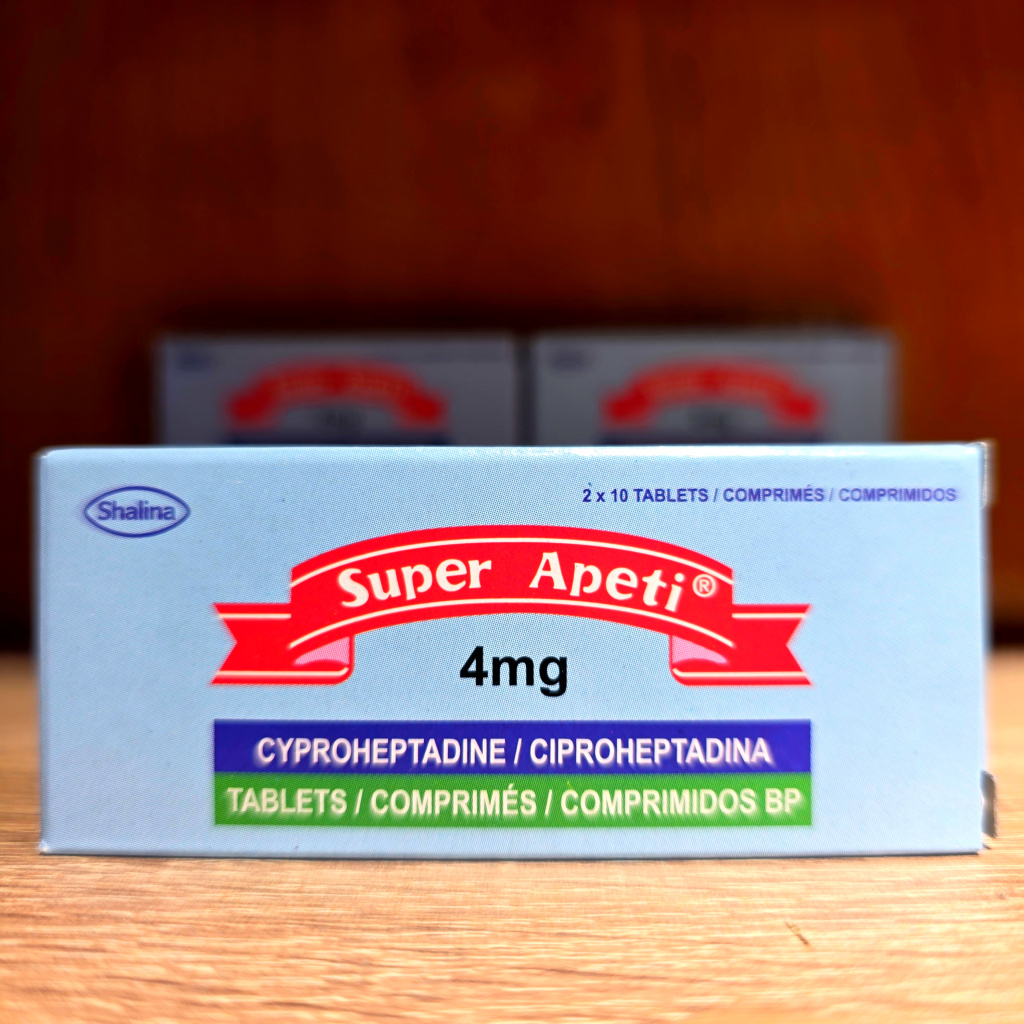 Shalina
2 x 10 TABLETS / COMPRIMÉS / COMPRIMIDOS
Super Apeti®
4mg
CYPROHEPTADINE / CIPROHEPTADINA
TABLETS / COMPRIMÉS / COMPRIMIDOS BP